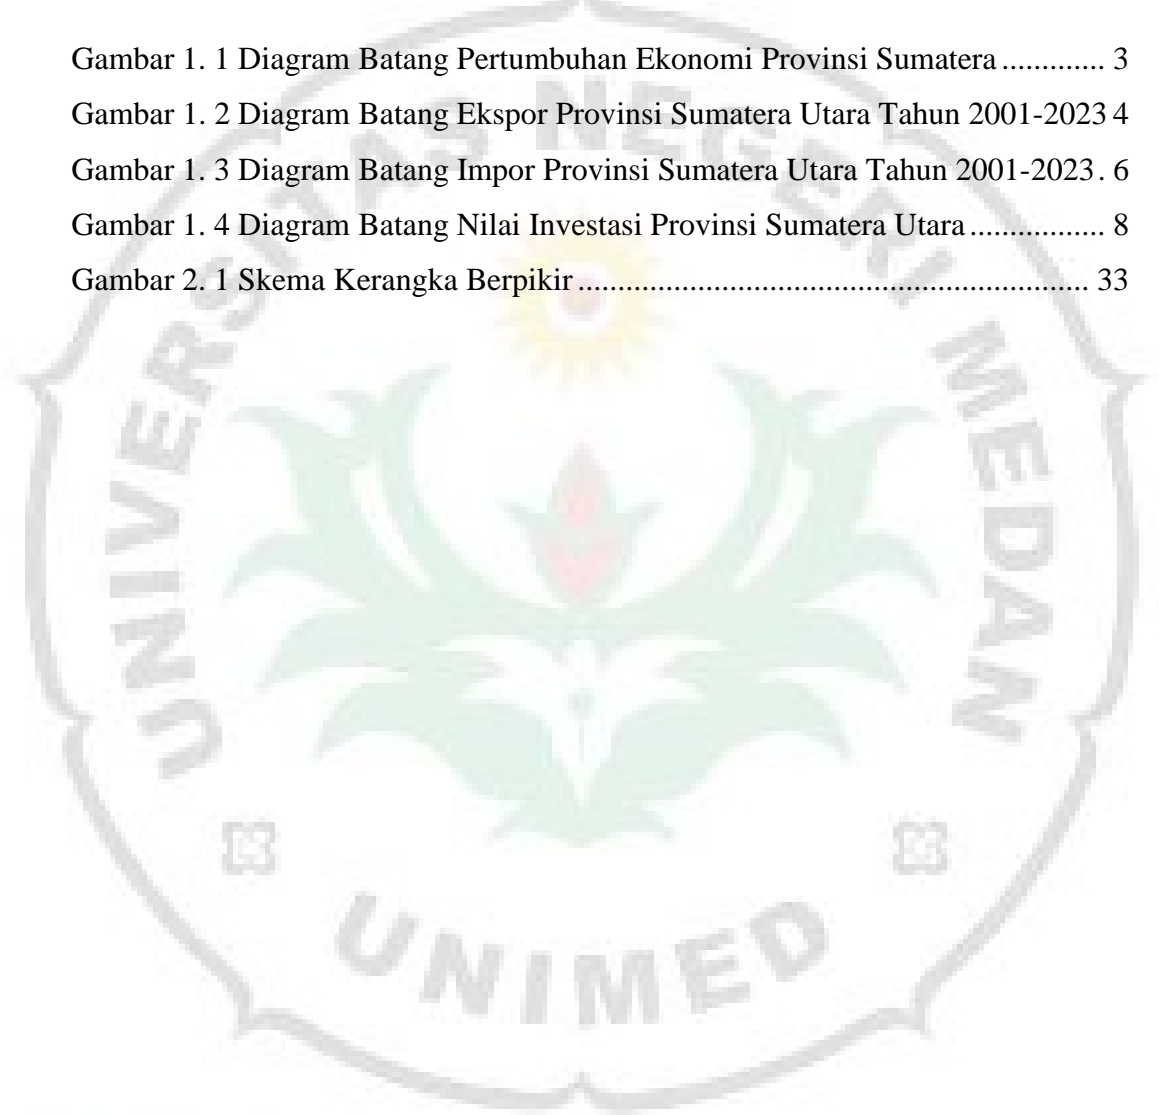 Gambar 1. 1 Diagram Batang Pertumbuhan Ekonomi Provinsi Sumatera ............. 3
Gambar 1. 2 Diagram Batang Ekspor Provinsi Sumatera Utara Tahun 2001-2023 4
Gambar 1. 3 Diagram Batang Impor Provinsi Sumatera Utara Tahun 2001-2023 . 6
Gambar 1. 4 Diagram Batang Nilai Investasi Provinsi Sumatera Utara ................. 8
Gambar 2. 1 Skema Kerangka Berpikir ................................................................ 33
UNIVERSITAS NEGERI MEDAN
UNIMED